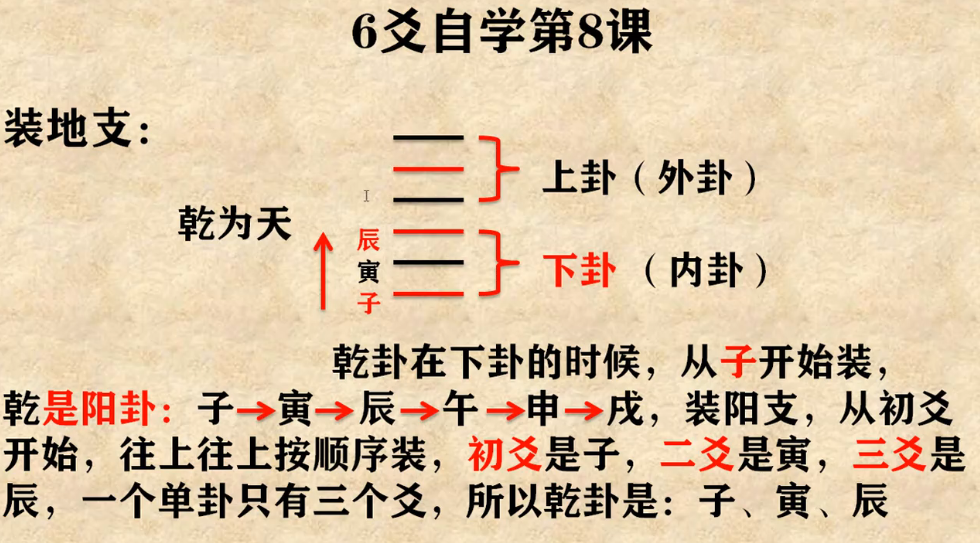 6爻自学第8课
装地支：
上卦（外卦）
乾为天
辰
寅
子
下卦（内卦）
乾卦在下卦的时候，从子开始装，
乾是阳卦：子→寅→辰→午→申→戌，装阳支，从初爻
开始，往上往上按顺序装，初爻是子，二爻是寅，三爻是
辰，一个单卦只有三个爻，所以乾卦是：子、寅、辰